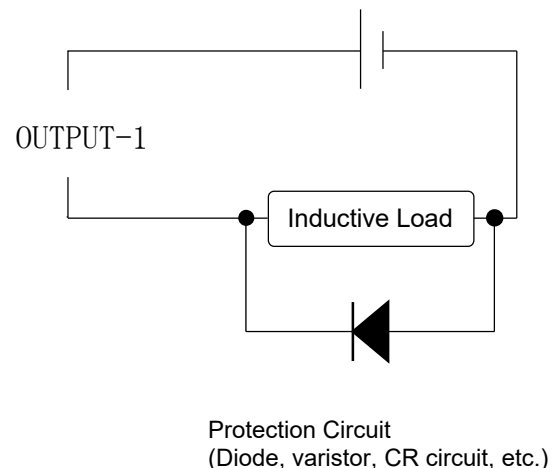 OUTPUT-1
Inductive Load
Protection Circuit
(Diode, varistor, CR circuit, etc.)